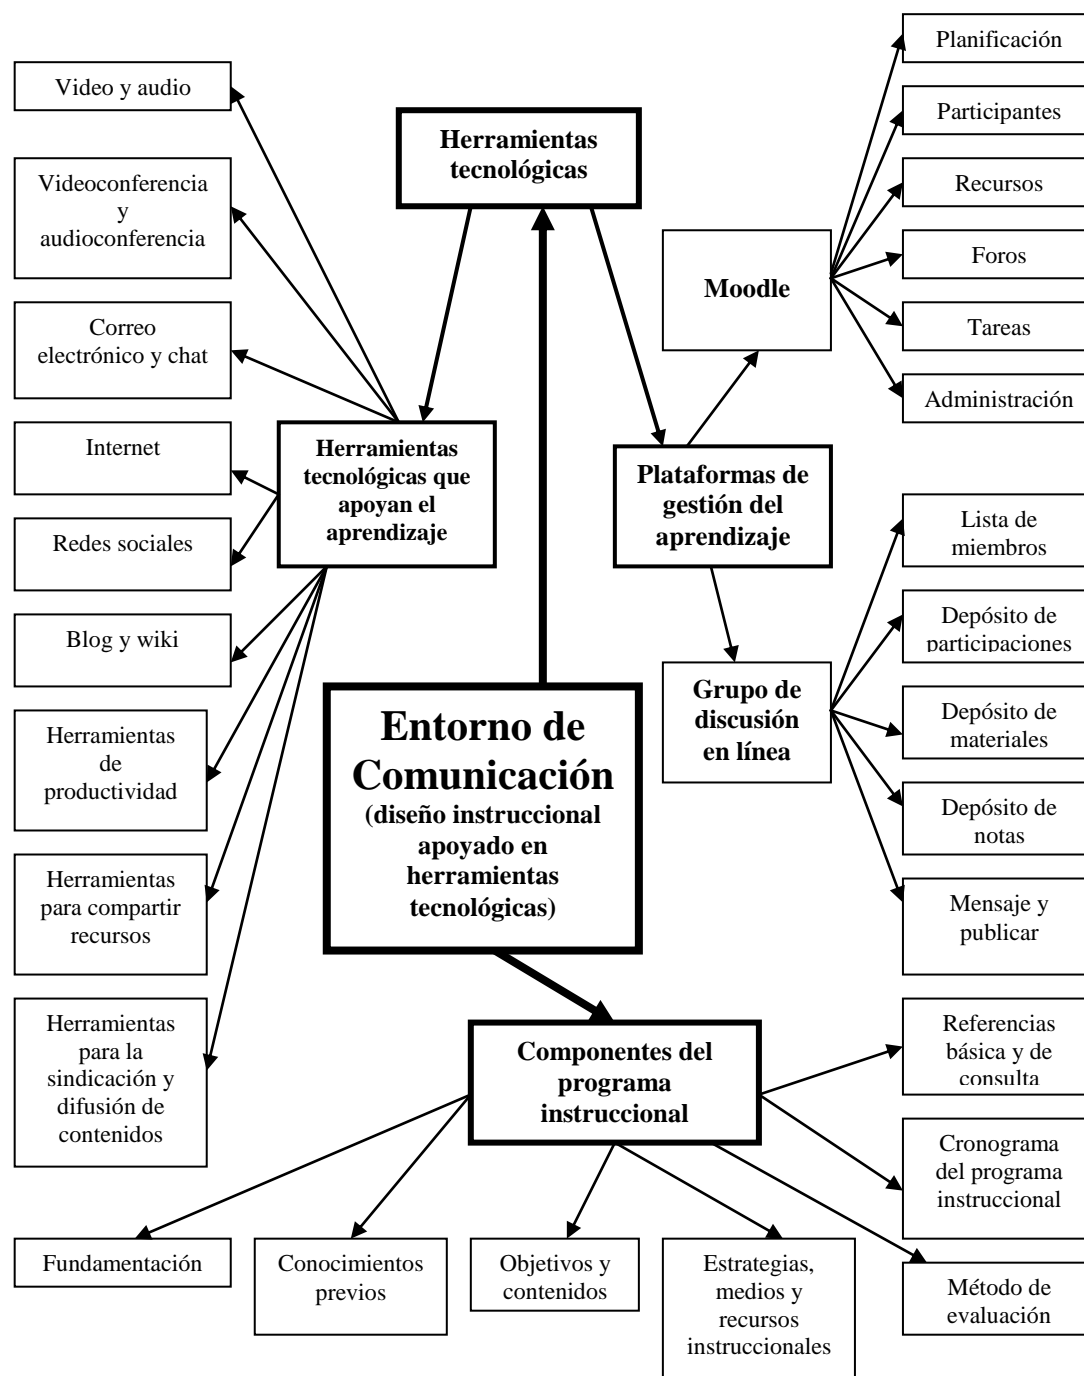 Planificación
Video y audio
Participantes
Herramientas
tecnológicas
Videoconferencia
y
audioconferencia
Recursos
Foros
Moodle
Correo
electrónico y chat
Tareas
Administración
Internet
Herramientas
tecnológicas que
apoyan el
aprendizaje
Plataformas de
gestión del
aprendizaje
Redes sociales
Lista de
miembros
Blog y wiki
Depósito de
participaciones
Grupo de
discusión
en línea
Entorno de
Comunicación
(diseño instruccional
apoyado en
herramientas
tecnológicas)
Herramientas
de
productividad
Depósito de
materiales
Depósito de
notas
Herramientas
para compartir
recursos
Mensaje y
publicar
Herramientas
para la
sindicación y
difusión de
contenidos
Componentes del
programa
instruccional
Referencias
básica y de
consulta
Cronograma
del programa
instruccional
Fundamentación
Conocimientos
previos
Objetivos y
contenidos
Estrategias,
medios y
recursos
instruccionales
Método de
evaluación